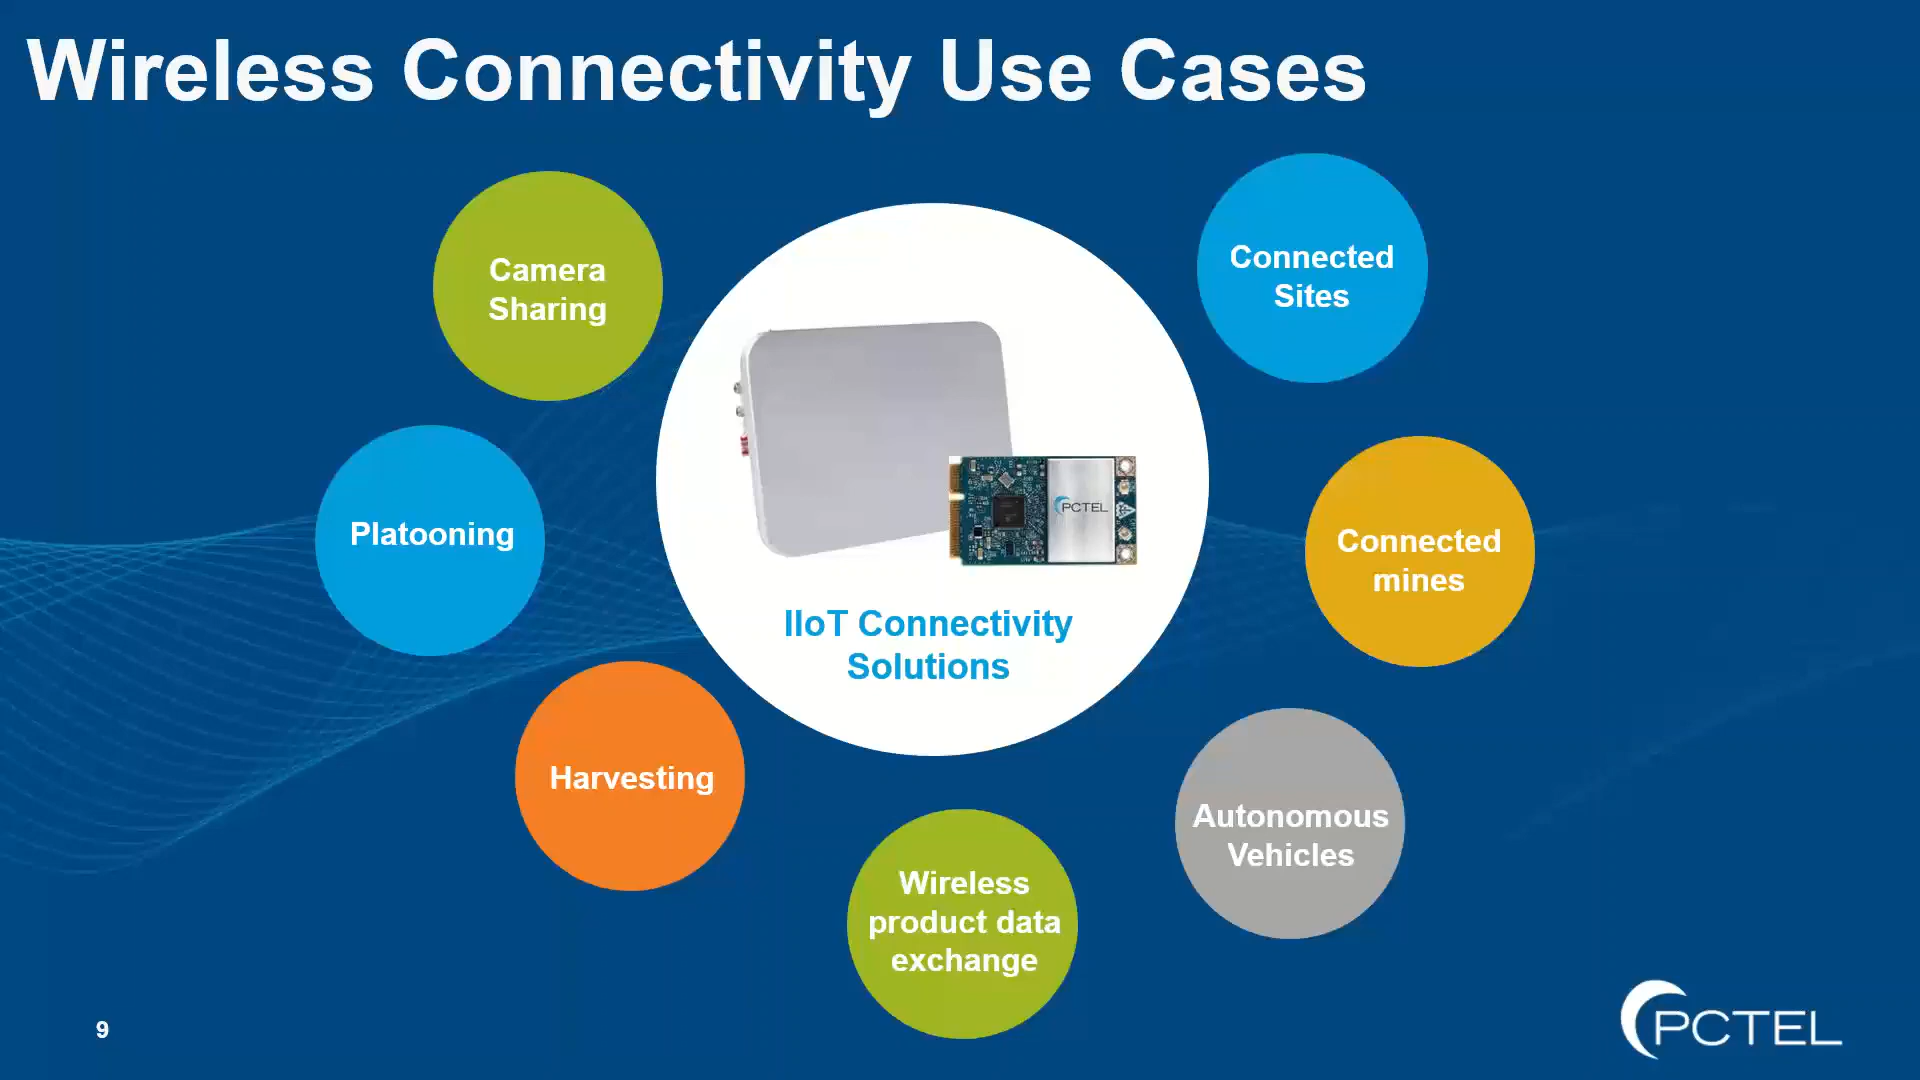 Wireless Connectivity Use Cases
Camera
Sharing
Connected
Sites
Platooning
PCTEL
Connected
mines
IIoT Connectivity
Solutions
Harvesting
Autonomous
Vehicles
Wireless
product data
exchange
9
PCTEL